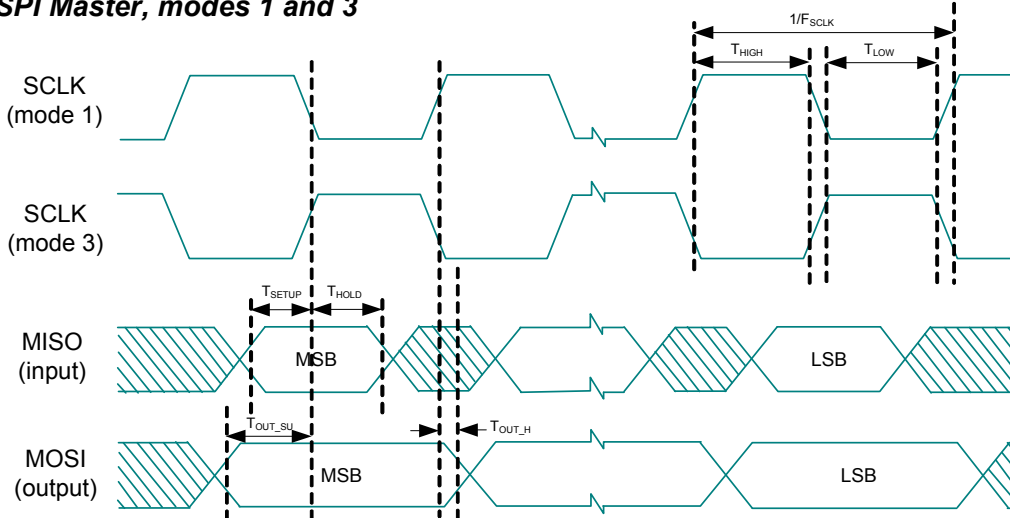 SPI Master, modes 1 and 3
1/FSCLK
THIGH
TLOW
SCLK
(mode 1)
SCLK
(mode 3)
TSETUP
THOLD
MISO
(input)
MSB
LSB
TOUT_SU
TOUT_H
MOSI
(output)
MSB
LSB